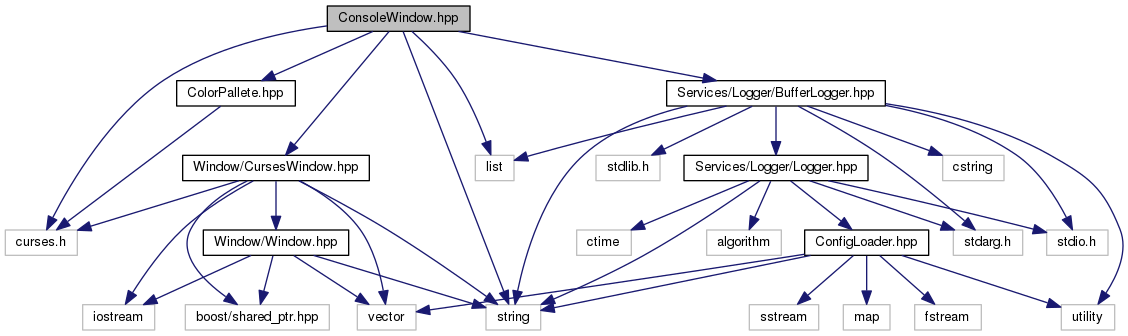 ConsoleWindow.hpp
ColorPallete.hpp
Services/Logger/BufferLogger.hpp
Window/CursesWindow.hpp
list
stdlib.h
Services/Logger/Logger.hpp
cstring
curses.h
Window/Window.hpp
ctime
algorithm
ConfigLoader.hpp
stdarg.h
stdio.h
iostream
boost/shared_ptr.hpp
vector
string
sstream
map
fstream
utility